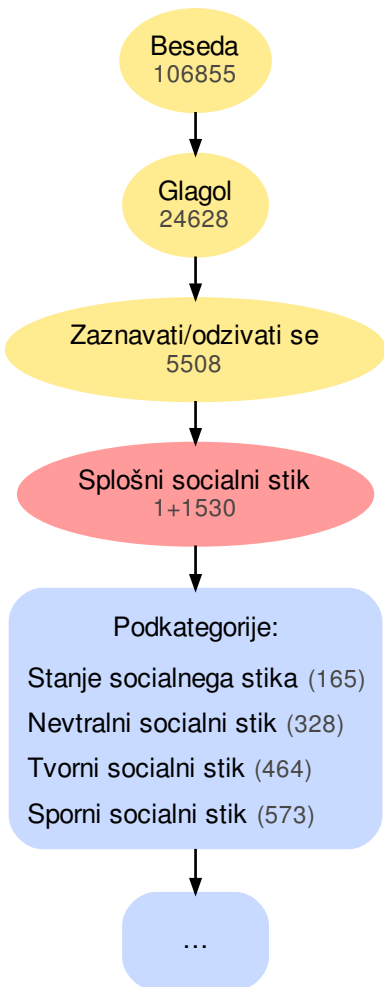 Beseda
106855
Glagol
24628
Zaznavati/odzivati se
5508
Splošni socialni stik
1+1530
Podkategorije:
Stanje socialnega stika (165)
Nevtralni socialni stik (328)
Tvorni socialni stik (464)
Sporni socialni stik (573)
...